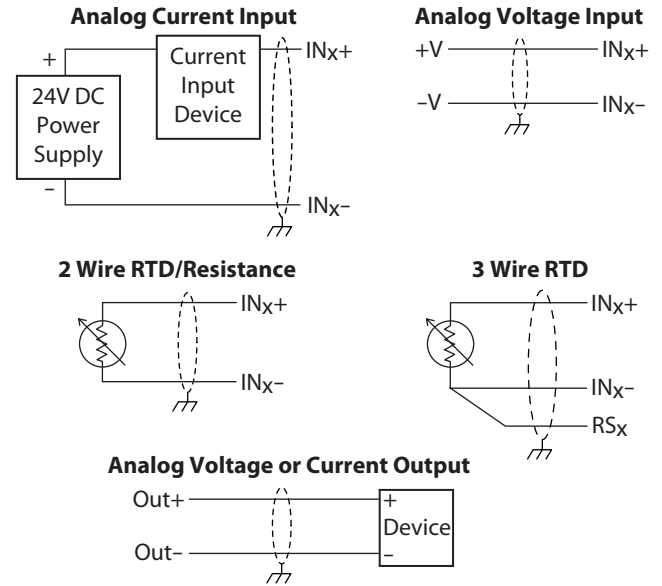 Analog Current Input
+
24V DC
Power
Supply
–
Current
Input
Device
INx+
INx–
Analog Voltage Input
+V
INx+
–V
INx–
2 Wire RTD/Resistance
INx+
INx–
3 Wire RTD
INx+
INx–
RSx
Analog Voltage or Current Output
Out+
+
Device
Out–
–